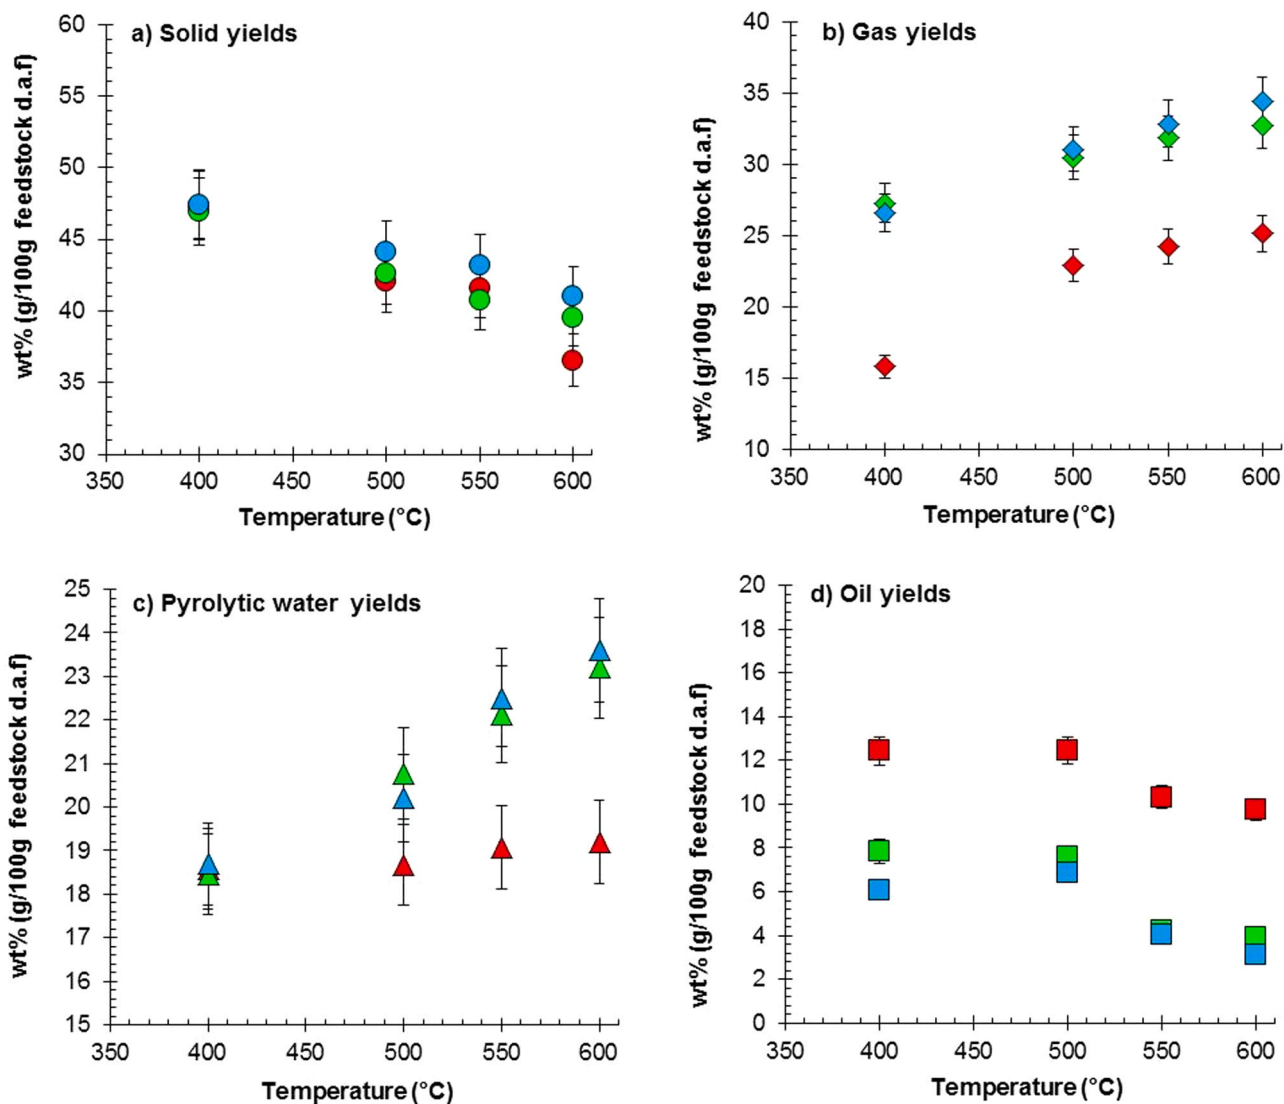 a) Solid yields
wt% (g/100g feedstock d.a.f)
60
55
50
45
40
35
30
350 400 450 500 550 600
Temperature (°C)
b) Gas yields
wt% (g/100g feedstock d.a.f)
40
35
30
25
20
15
10
350 400 450 500 550 600
Temperature (°C)
c) Pyrolytic water yields
wt% (g/100g feedstock d.a.f)
25
24
23
22
21
20
19
18
17
16
15
350 400 450 500 550 600
Temperature (°C)
d) Oil yields
wt% (g/100g feedstock d.a.f)
20
18
16
14
12
10
8
6
4
2
0
350 400 450 500 550 600
Temperature (°C)